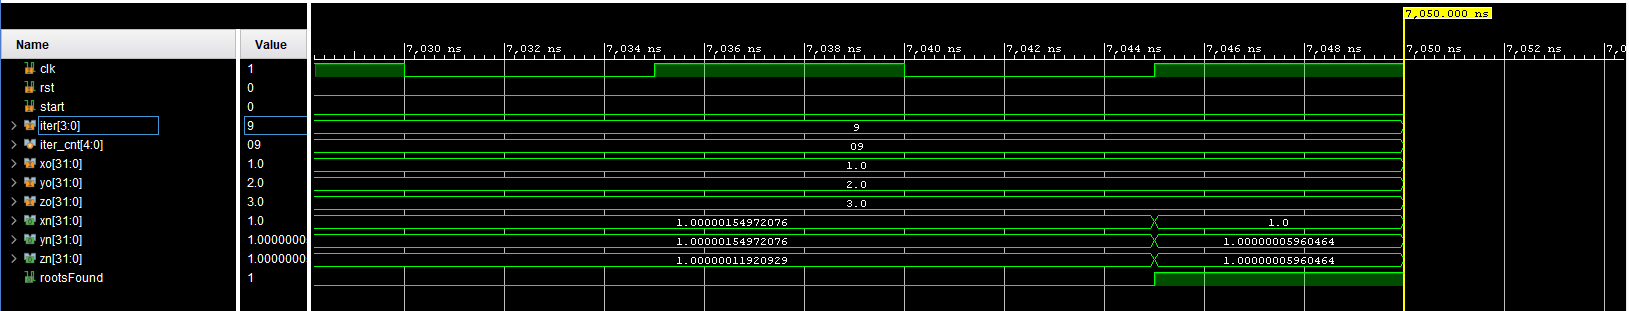 7,050.000 ns
Name Value
7,030 ns 7,032 ns 7,034 ns 7,036 ns 7,038 ns 7,040 ns 7,042 ns 7,044 ns 7,046 ns 7,048 ns 7,050 ns 7,052 ns 7,0
clk 1
rst 0
start 0
iter[3:0] 9 9
iter_cnt[4:0] 09 09
xo[31:0] 1.0 1.0
yo[31:0] 2.0 2.0
zo[31:0] 3.0 3.0
xn[31:0] 1.0 1.00000154972076 1.0
yn[31:0] 1.0000000 1.00000154972076 1.00000005960464
zn[31:0] 1.0000000 1.00000011920929 1.00000005960464
rootsFound 1